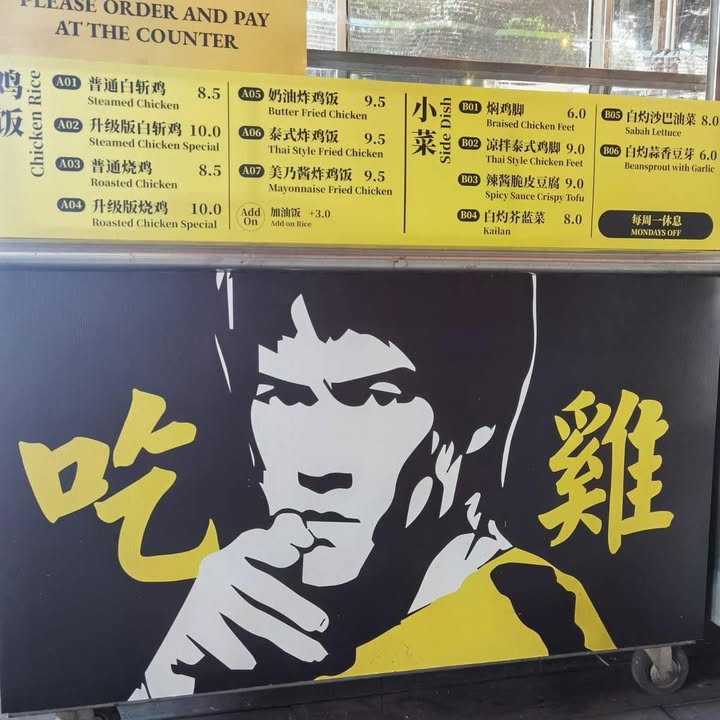 PLEASE ORDER AND PAY
AT THE COUNTER
鸡饭
Chicken Rice
A01 普通白斩鸡 8.5
Steamed Chicken
A02 升级版白斩鸡 10.0
Steamed Chicken Special
A03 普通烧鸡 8.5
Roasted Chicken
A04 升级版烧鸡 10.0
Roasted Chicken Special
A05 奶油炸鸡饭 9.5
Butter Fried Chicken
A06 泰式炸鸡饭 9.5
Thai Style Fried Chicken
A07 美乃酱炸鸡饭 9.5
Mayonnaise Fried Chicken
Add On 加油饭 +3.0
Add on Rice
小菜
Side Dish
B01 焖鸡脚 6.0
Braised Chicken Feet
B02 凉拌泰式鸡脚 9.0
Thai Style Chicken Feet
B03 辣酱脆皮豆腐 9.0
Spicy Sauce Crispy Tofu
B04 白灼芥蓝菜 8.0
Kailan
B05 白灼沙巴油菜 8.0
Sabah Lettuce
B06 白灼蒜香豆芽 6.0
Beansprout with Garlic
每周一休息
MONDAYS OFF
吃雞